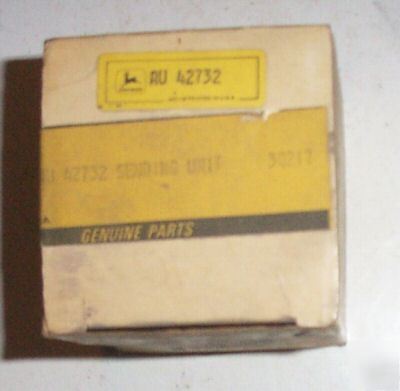 AU 42732
AU 42732 SENDING UNIT 30217
GENUINE PARTS